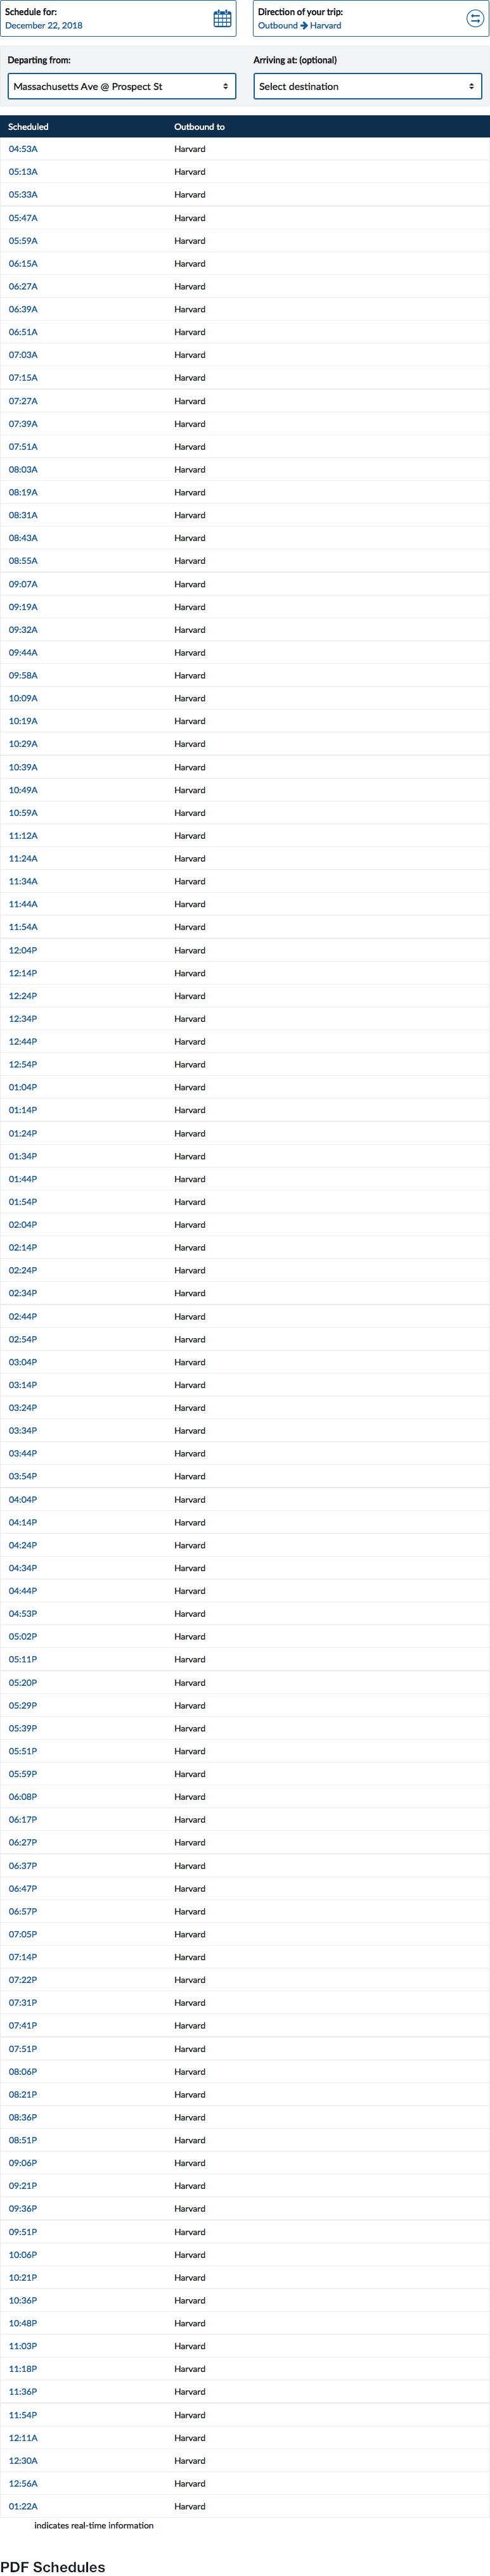 Schedule for: Direction of your trip:
December 22, 2018 Outbound → Harvard
Departing from: Arriving at: (optional)
Massachusetts Ave @ Prospect St Select destination
Scheduled Outbound to
04:53A Harvard
05:13A Harvard
05:33A Harvard
05:47A Harvard
05:59A Harvard
06:15A Harvard
06:27A Harvard
06:39A Harvard
06:51A Harvard
07:03A Harvard
07:15A Harvard
07:27A Harvard
07:39A Harvard
07:51A Harvard
08:03A Harvard
08:19A Harvard
08:31A Harvard
08:43A Harvard
08:55A Harvard
09:07A Harvard
09:19A Harvard
09:32A Harvard
09:44A Harvard
09:58A Harvard
10:09A Harvard
10:19A Harvard
10:29A Harvard
10:39A Harvard
10:49A Harvard
10:59A Harvard
11:12A Harvard
11:24A Harvard
11:34A Harvard
11:44A Harvard
11:54A Harvard
12:04P Harvard
12:14P Harvard
12:24P Harvard
12:34P Harvard
12:44P Harvard
12:54P Harvard
01:04P Harvard
01:14P Harvard
01:24P Harvard
01:34P Harvard
01:44P Harvard
01:54P Harvard
02:04P Harvard
02:14P Harvard
02:24P Harvard
02:34P Harvard
02:44P Harvard
02:54P Harvard
03:04P Harvard
03:14P Harvard
03:24P Harvard
03:34P Harvard
03:44P Harvard
03:54P Harvard
04:04P Harvard
04:14P Harvard
04:24P Harvard
04:34P Harvard
04:44P Harvard
04:53P Harvard
05:02P Harvard
05:11P Harvard
05:20P Harvard
05:29P Harvard
05:39P Harvard
05:51P Harvard
05:59P Harvard
06:08P Harvard
06:17P Harvard
06:27P Harvard
06:37P Harvard
06:47P Harvard
06:57P Harvard
07:05P Harvard
07:14P Harvard
07:22P Harvard
07:31P Harvard
07:41P Harvard
07:51P Harvard
08:06P Harvard
08:21P Harvard
08:36P Harvard
08:51P Harvard
09:06P Harvard
09:21P Harvard
09:36P Harvard
09:51P Harvard
10:06P Harvard
10:21P Harvard
10:36P Harvard
10:48P Harvard
11:03P Harvard
11:18P Harvard
11:36P Harvard
11:54P Harvard
12:11A Harvard
12:30A Harvard
12:56A Harvard
01:22A Harvard
indicates real-time information
PDF Schedules